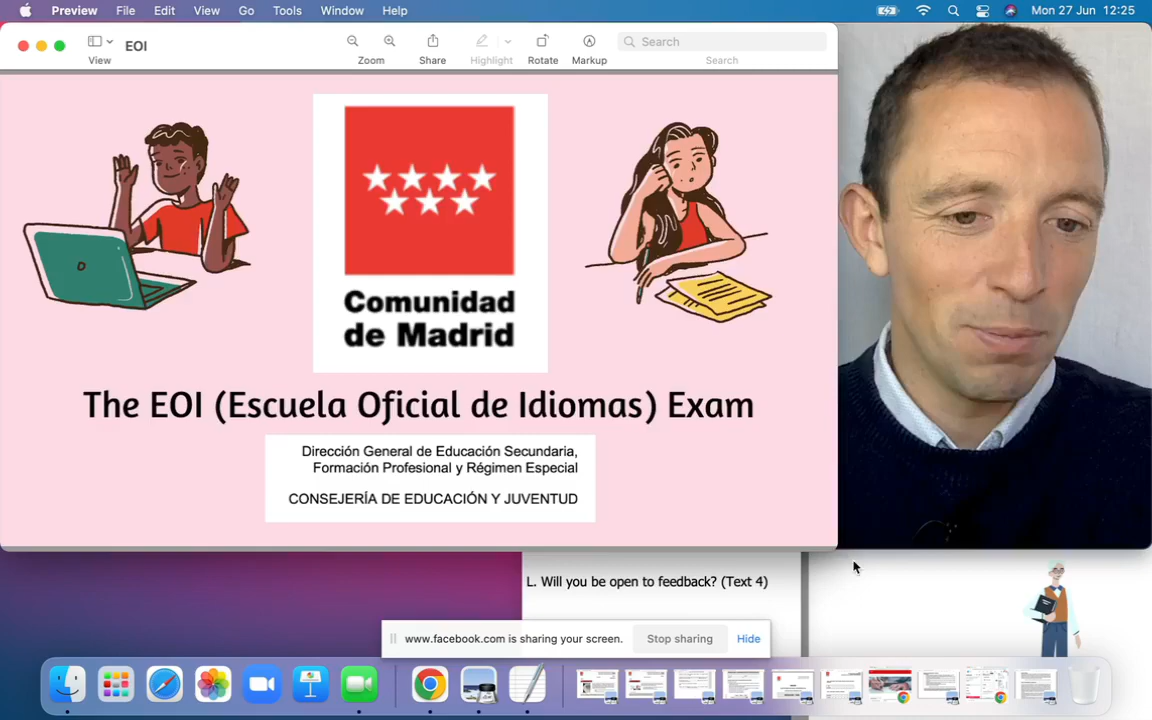 Preview File Edit View Go Tools Window Help Mon 27 Jun 12:25
EOI
Search
View Zoom Share Highlight Rotate Markup Search
Comunidad
de Madrid
The EOI (Escuela Oficial de Idiomas) Exam
Dirección General de Educación Secundaria,
Formación Profesional y Régimen Especial
CONSEJERÍA DE EDUCACIÓN Y JUVENTUD
L. Will you be open to feedback? (Text 4)
www.facebook.com is sharing your screen. Stop sharing Hide